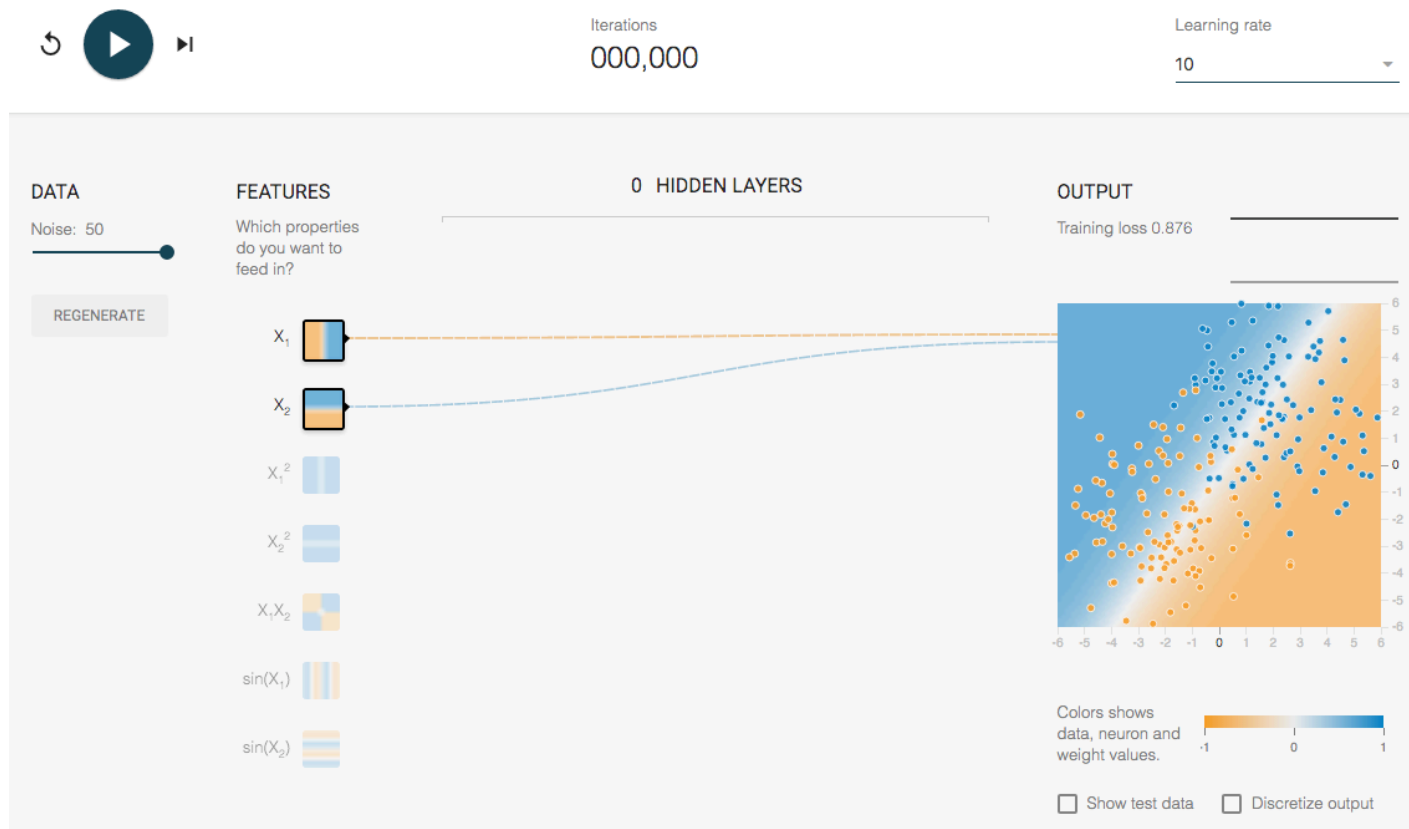 Iterations
000,000
Learning rate
10
DATA
Noise: 50
REGENERATE
FEATURES
Which properties
do you want to
feed in?
X₁
X₂
X₁²
X₂²
X₁X₂
sin(X₁)
sin(X₂)
0 HIDDEN LAYERS
OUTPUT
Training loss 0.876
6
5
4
3
2
1
0
-1
-2
-3
-4
-5
-6
-6 -5 -4 -3 -2 -1 0 1 2 3 4 5 6
Colors shows
data, neuron and
weight values.
-1 0 1
Show test data
Discretize output